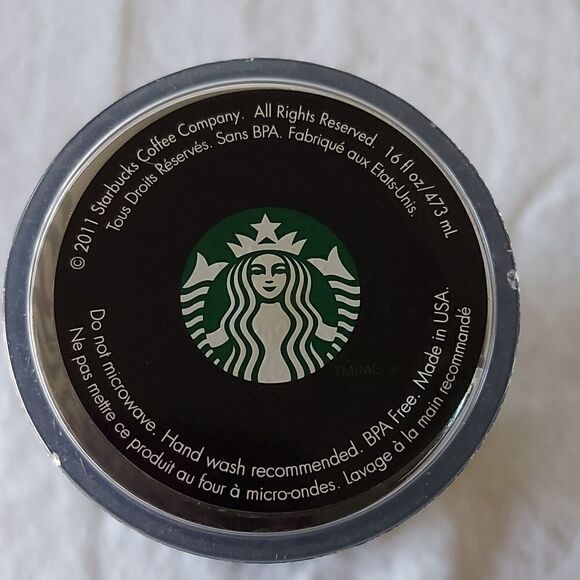 © 2011 Starbucks Coffee Company. All Rights Reserved. 16 fl oz/473 mL
Tous Droits Réservés. Sans BPA. Fabriqué aux Etats-Unis.
TM/MC
Do not microwave. Hand wash recommended. BPA Free. Made in USA.
Ne pas mettre ce produit au four à micro-ondes. Lavage à la main recommandé